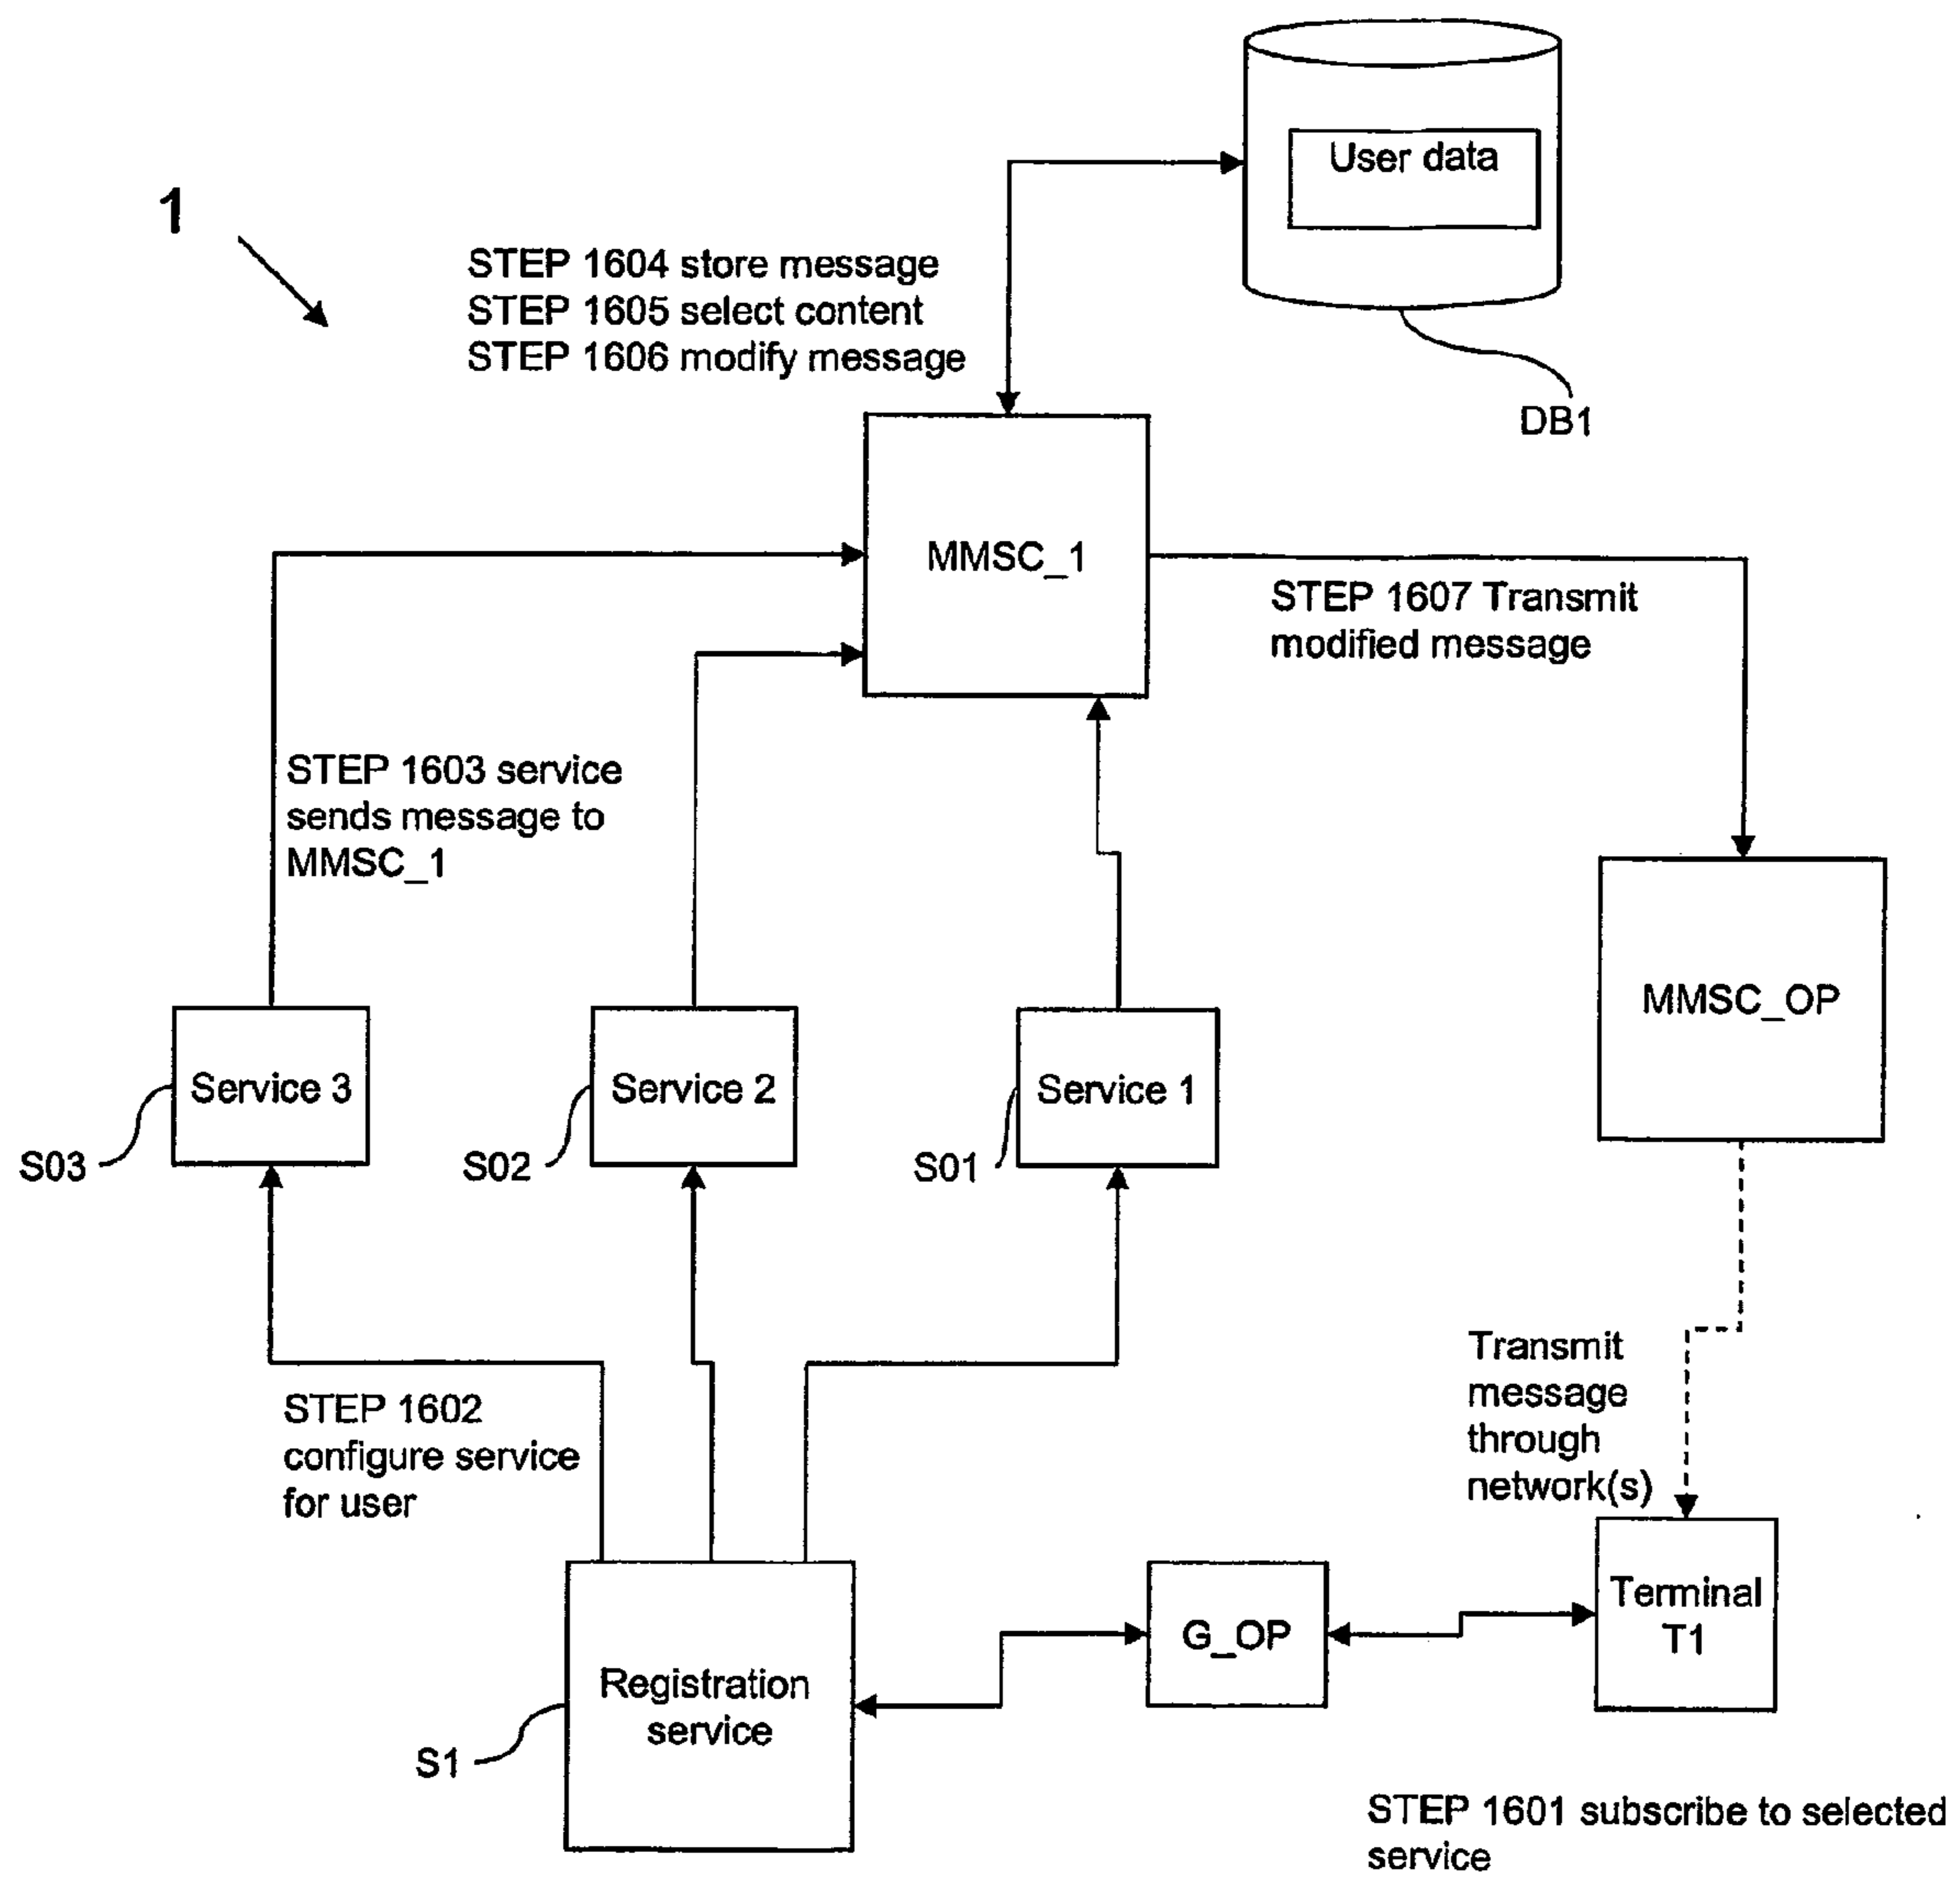 User data
1
STEP 1604 store message
STEP 1605 select content
STEP 1606 modify message
DB1
MMSC_1
STEP 1607 Transmit
modified message
STEP 1603 service
sends message to
MMSC_1
MMSC_OP
Service 3
Service 2
Service 1
S03
S02
S01
Transmit
message
through
network(s)
STEP 1602
configure service
for user
Terminal
T1
G_OP
Registration
service
S1
STEP 1601 subscribe to selected
service